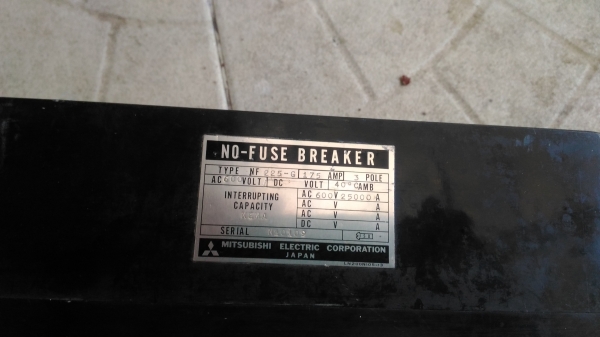 NO-FUSE BREAKER
TYPE NF 225-G 175 AMP 3 POLE
AC 600 VOLT DC VOLT 40°C AMB
INTERRUPTING CAPACITY
AC 600 V 25000 A
AC V A
AC V A
DC V A
SERIAL
MITSUBISHI ELECTRIC CORPORATION
JAPAN